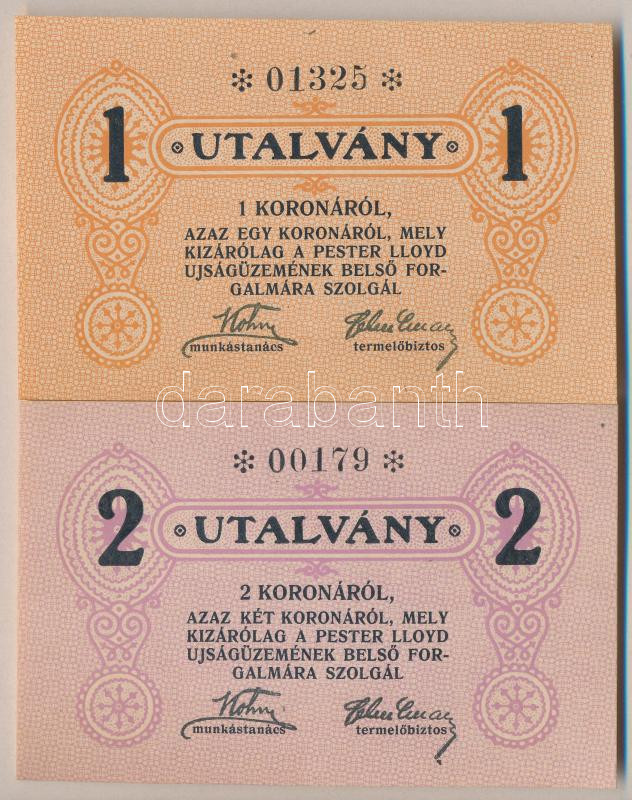 * 01325 *
1 UTALVÁNY 1
1 KORONÁRÓL,
AZAZ EGY KORONÁRÓL, MELY
KIZÁRÓLAG A PESTER LLOYD
UJSÁGÜZEMÉNEK BELSŐ FOR-
GALMÁRA SZOLGÁL
munkástanács termelőbiztos
darabanth
* 00179 *
2 UTALVÁNY 2
2 KORONÁRÓL,
AZAZ KÉT KORONÁRÓL, MELY
KIZÁRÓLAG A PESTER LLOYD
UJSÁGÜZEMÉNEK BELSŐ FOR-
GALMÁRA SZOLGÁL
munkástanács termelőbiztos